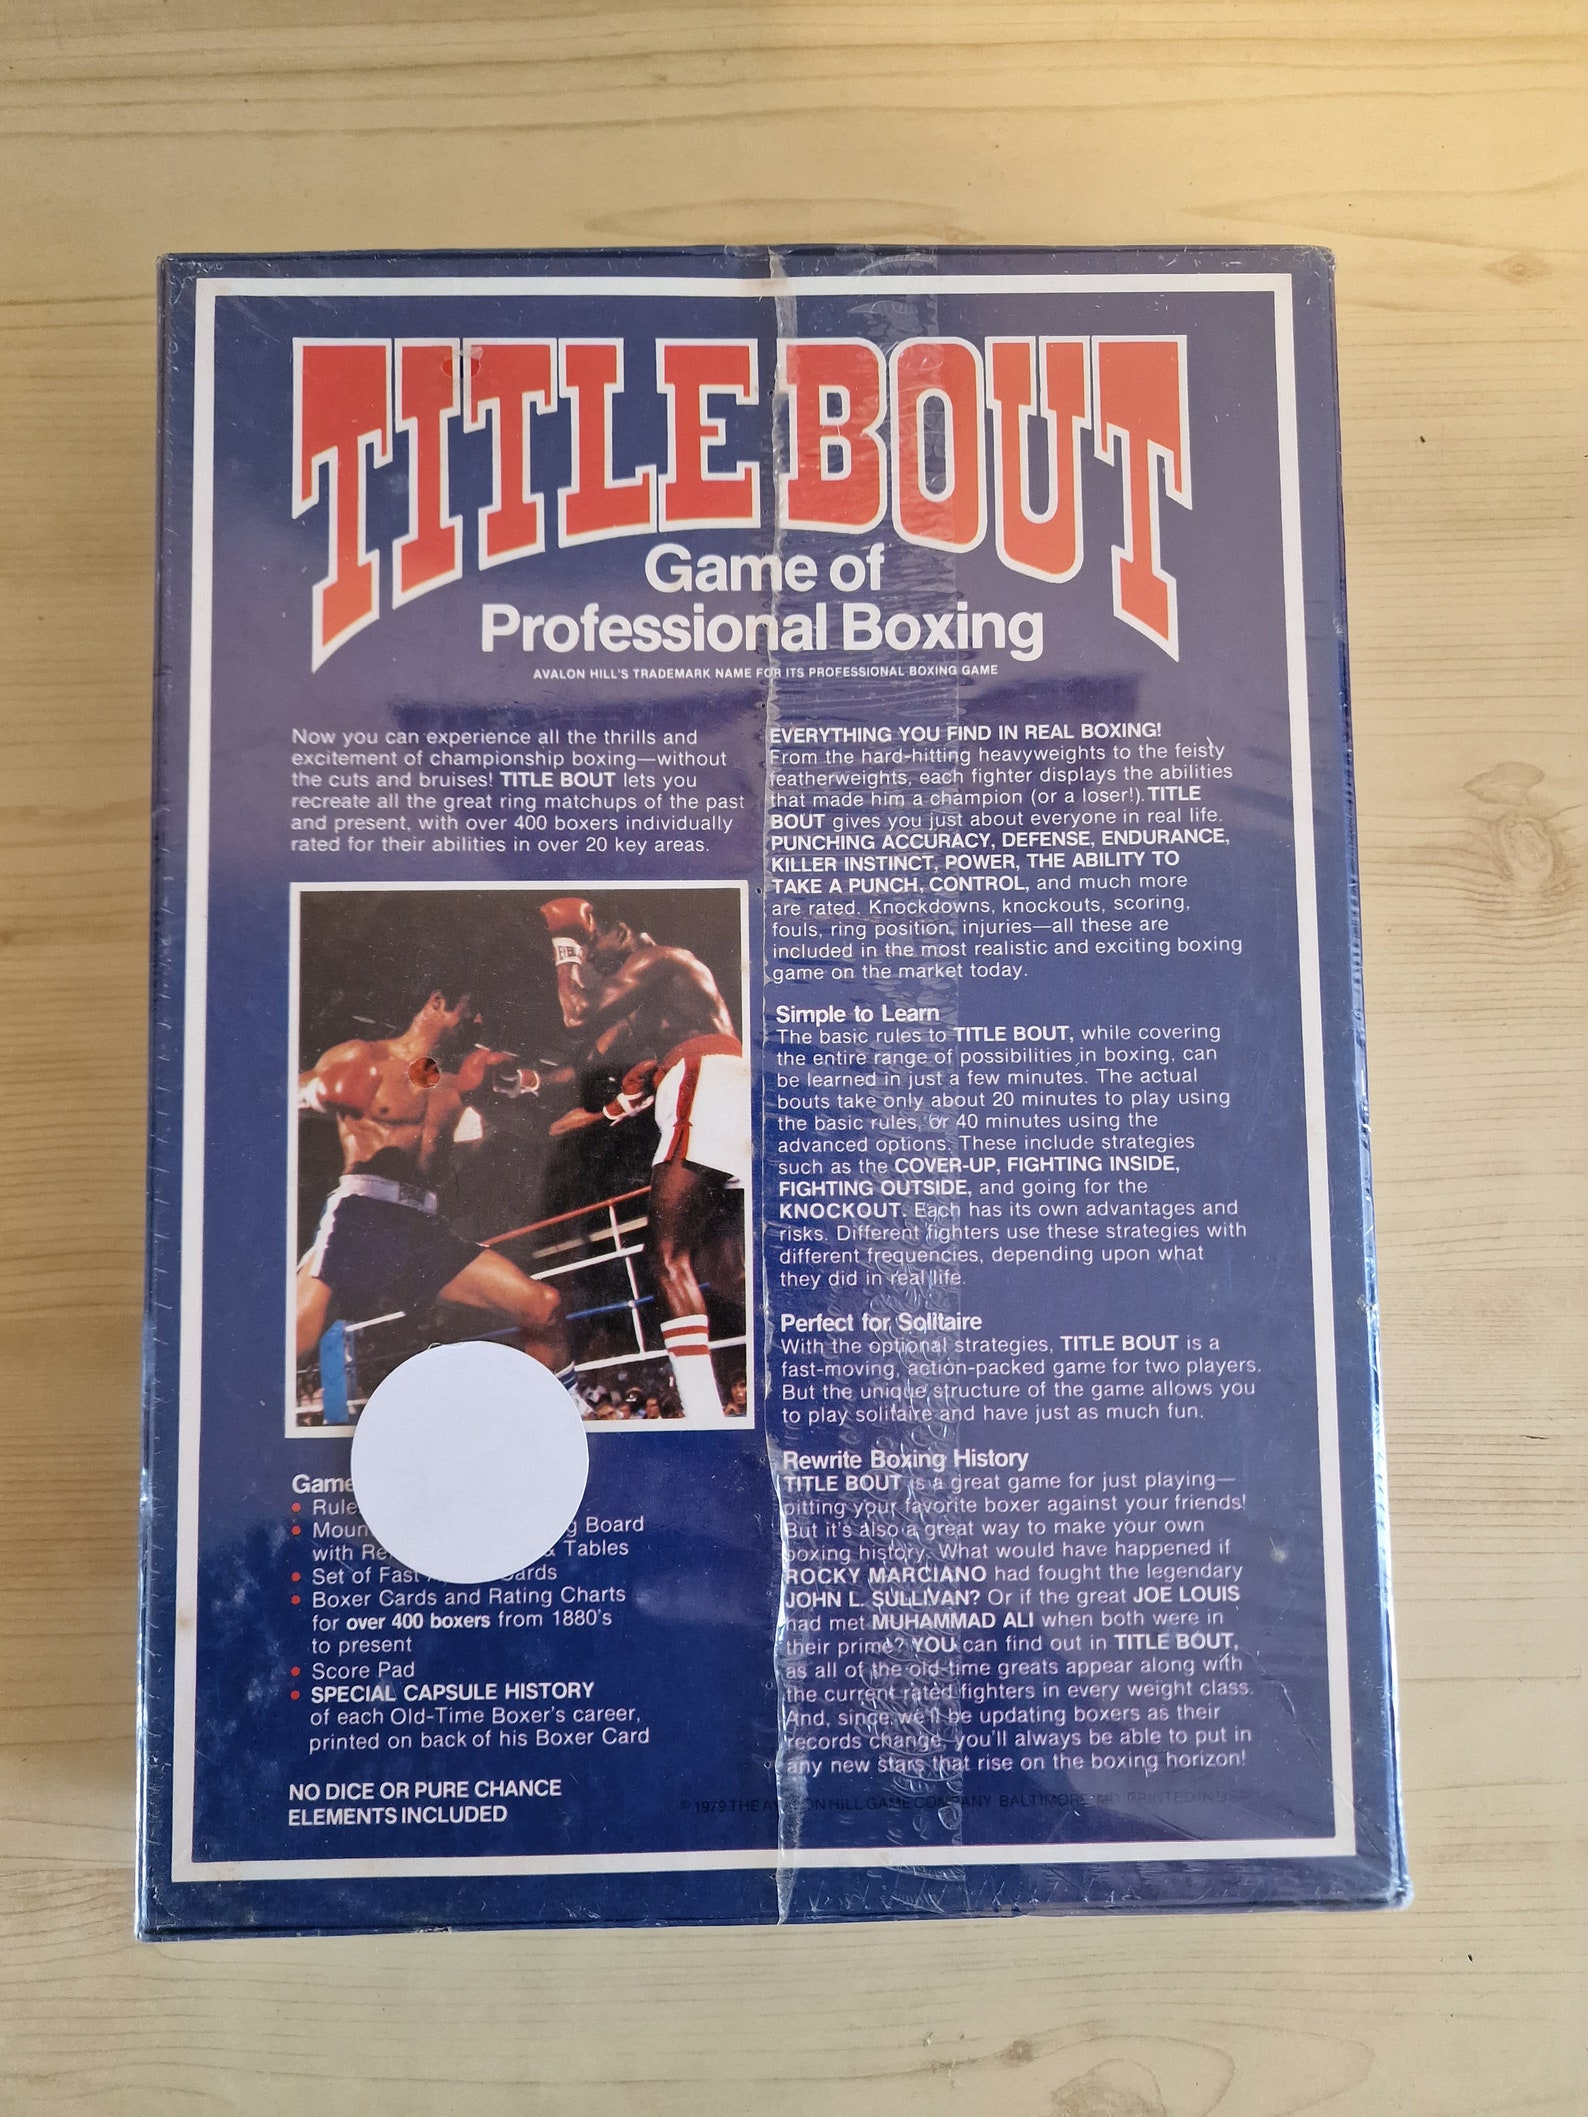 TITLE BOUT
Game of
Professional Boxing
AVALON HILL'S TRADEMARK NAME FOR ITS PROFESSIONAL BOXING GAME
Now you can experience all the thrills and
excitement of championship boxing—without
the cuts and bruises! TITLE BOUT lets you
recreate all the great ring matchups of the past
and present, with over 400 boxers individually
rated for their abilities in over 20 key areas.
Game
Rule
Moun g Board
with Re & Tables
Set of Fast ards
• Boxer Cards and Rating Charts
for over 400 boxers from 1880's
to present
• Score Pad
• SPECIAL CAPSULE HISTORY
of each Old-Time Boxer's career,
printed on back of his Boxer Card
NO DICE OR PURE CHANCE
ELEMENTS INCLUDED
EVERYTHING YOU FIND IN REAL BOXING!
From the hard-hitting heavyweights to the feisty
featherweights, each fighter displays the abilities
that made him a champion (or a loser!). TITLE
BOUT gives you just about everyone in real life.
PUNCHING ACCURACY, DEFENSE, ENDURANCE,
KILLER INSTINCT, POWER, THE ABILITY TO
TAKE A PUNCH, CONTROL, and much more
are rated. Knockdowns, knockouts, scoring,
fouls, ring position, injuries—all these are
included in the most realistic and exciting boxing
game on the market today.
Simple to Learn
The basic rules to TITLE BOUT, while covering
the entire range of possibilities in boxing, can
be learned in just a few minutes. The actual
bouts take only about 20 minutes to play using
the basic rules, or 40 minutes using the
advanced options. These include strategies
such as the COVER-UP, FIGHTING INSIDE,
FIGHTING OUTSIDE, and going for the
KNOCKOUT. Each has its own advantages and
risks. Different fighters use these strategies with
different frequencies, depending upon what
they did in real life.
Perfect for Solitaire
With the optional strategies, TITLE BOUT is a
fast-moving, action-packed game for two players.
But the unique structure of the game allows you
to play solitaire and have just as much fun.
Rewrite Boxing History
TITLE BOUT is a great game for just playing—
pitting your favorite boxer against your friends!
But it's also a great way to make your own
boxing history. What would have happened if
ROCKY MARCIANO had fought the legendary
JOHN L. SULLIVAN? Or if the great JOE LOUIS
had met MUHAMMAD ALI when both were in
their prime? YOU can find out in TITLE BOUT,
as all of the old-time greats appear along with
the current rated fighters in every weight class.
And, since we'll be updating boxers as their
records change, you'll always be able to put in
any new stars that rise on the boxing horizon!
© 1979 THE AVALON HILL GAME COMPANY BALTIMORE, MD PRINTED IN USA